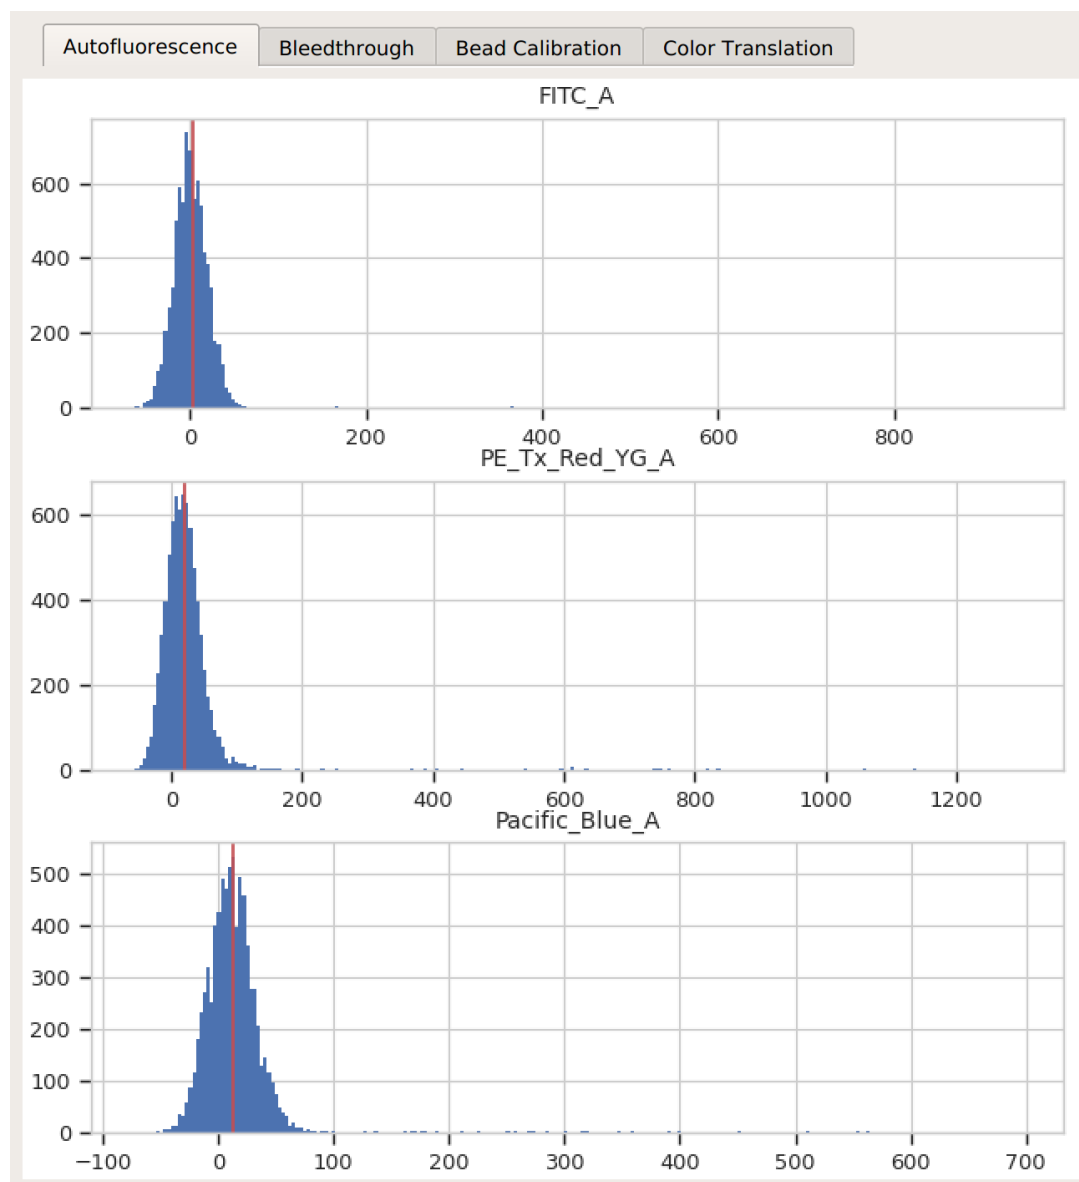 Autofluorescence Bleedthrough Bead Calibration Color Translation
FITC_A
600
400
200
0
0 200 400 600 800
PE_Tx_Red_YG_A
600
400
200
0
0 200 400 600 800 1000 1200
Pacific_Blue_A
500
400
300
200
100
0
−100 0 100 200 300 400 500 600 700